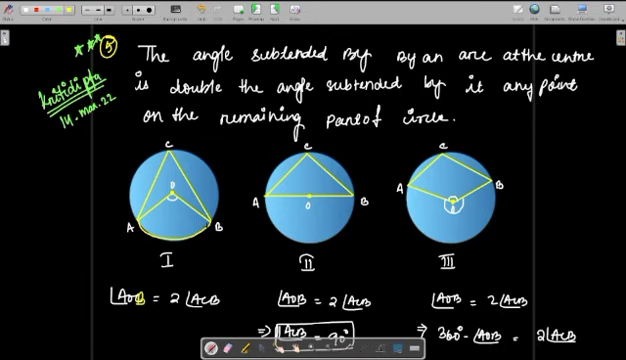 *** 5 The angle subtended By By an arc at the centre
is double the angle subtended by it any point
on the remaining part of circle.
14-Mar-22
C
O
A B
I
C
A O B
II
C
A B
III
∠AOB = 2∠ACB
∠AOB = 2∠ACB
∠AOB = 2∠ACB
⇒ ∠ACB = 90°
⇒ 360° - ∠AOB = 2∠ACB